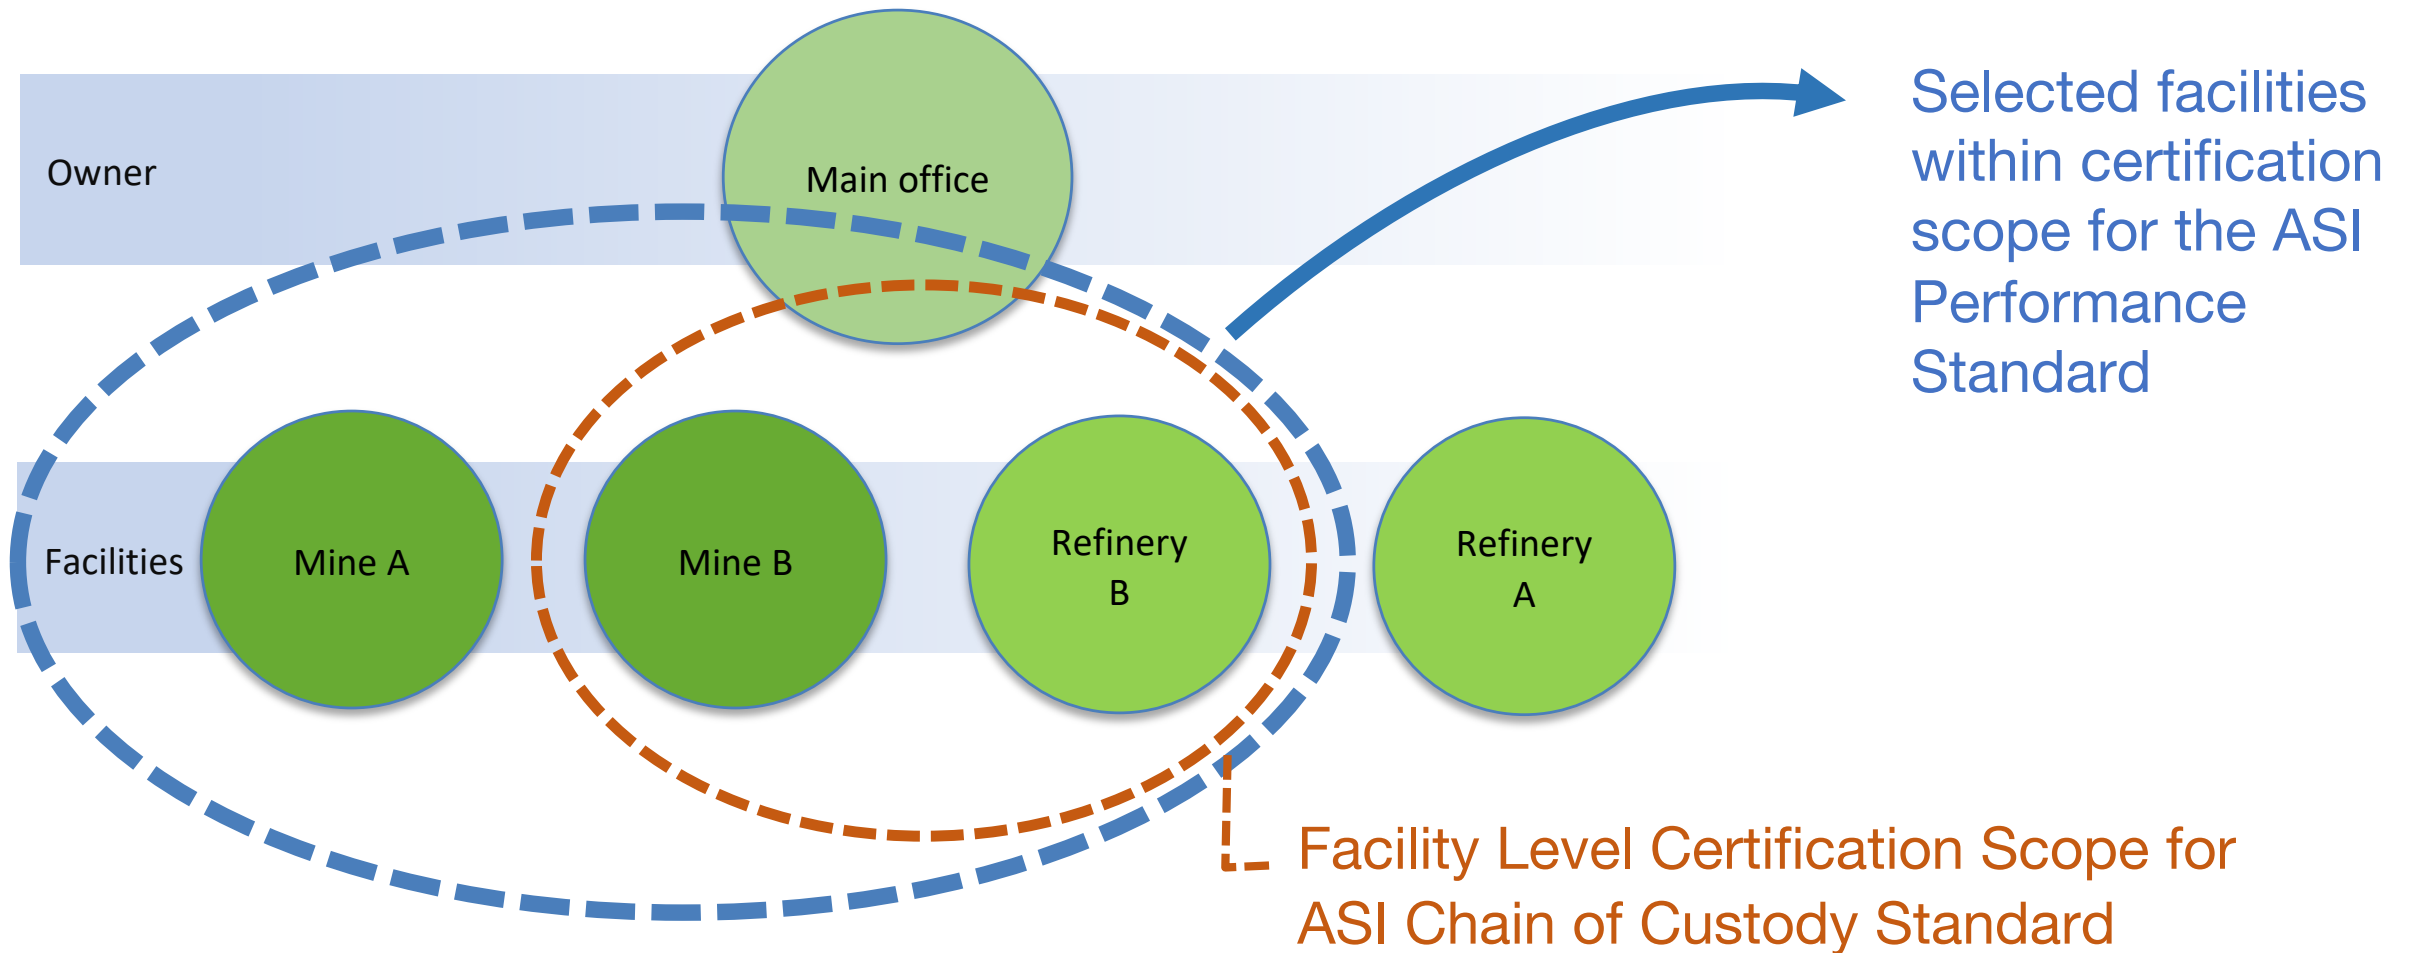 Owner
Main office
Selected facilities
within certification
scope for the ASI
Performance
Standard
Facilities
Mine A
Mine B
Refinery
B
Refinery
A
Facility Level Certification Scope for
ASI Chain of Custody Standard